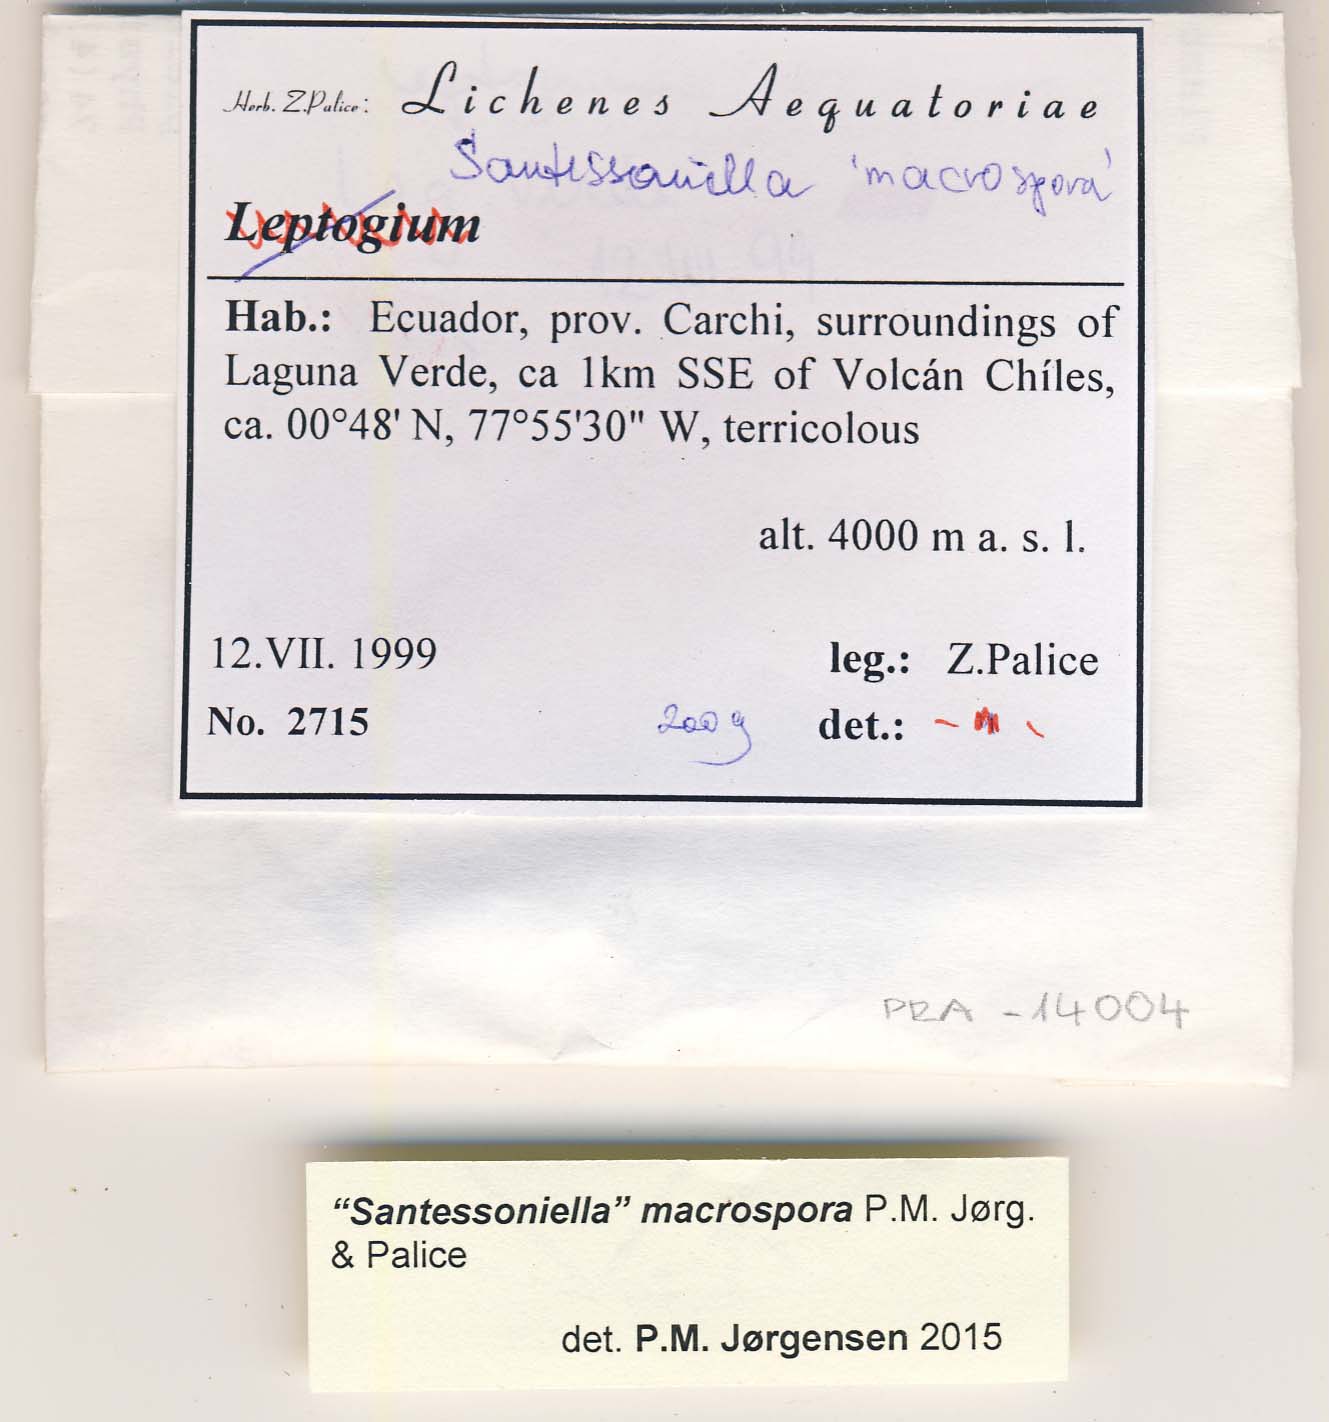 Herb. Z.Palice: Lichenes Aequatoriae
Santessoniella 'macrospora'
Leptogium
Hab.: Ecuador, prov. Carchi, surroundings of
Laguna Verde, ca 1km SSE of Volcán Chíles,
ca. 00°48' N, 77°55'30" W, terricolous
alt. 4000 m a. s. l.
12.VII. 1999 leg.: Z.Palice
No. 2715 2009 det.: - м -
PRA -14004
“Santessoniella” macrospora P.M. Jørg.
& Palice
det. P.M. Jørgensen 2015